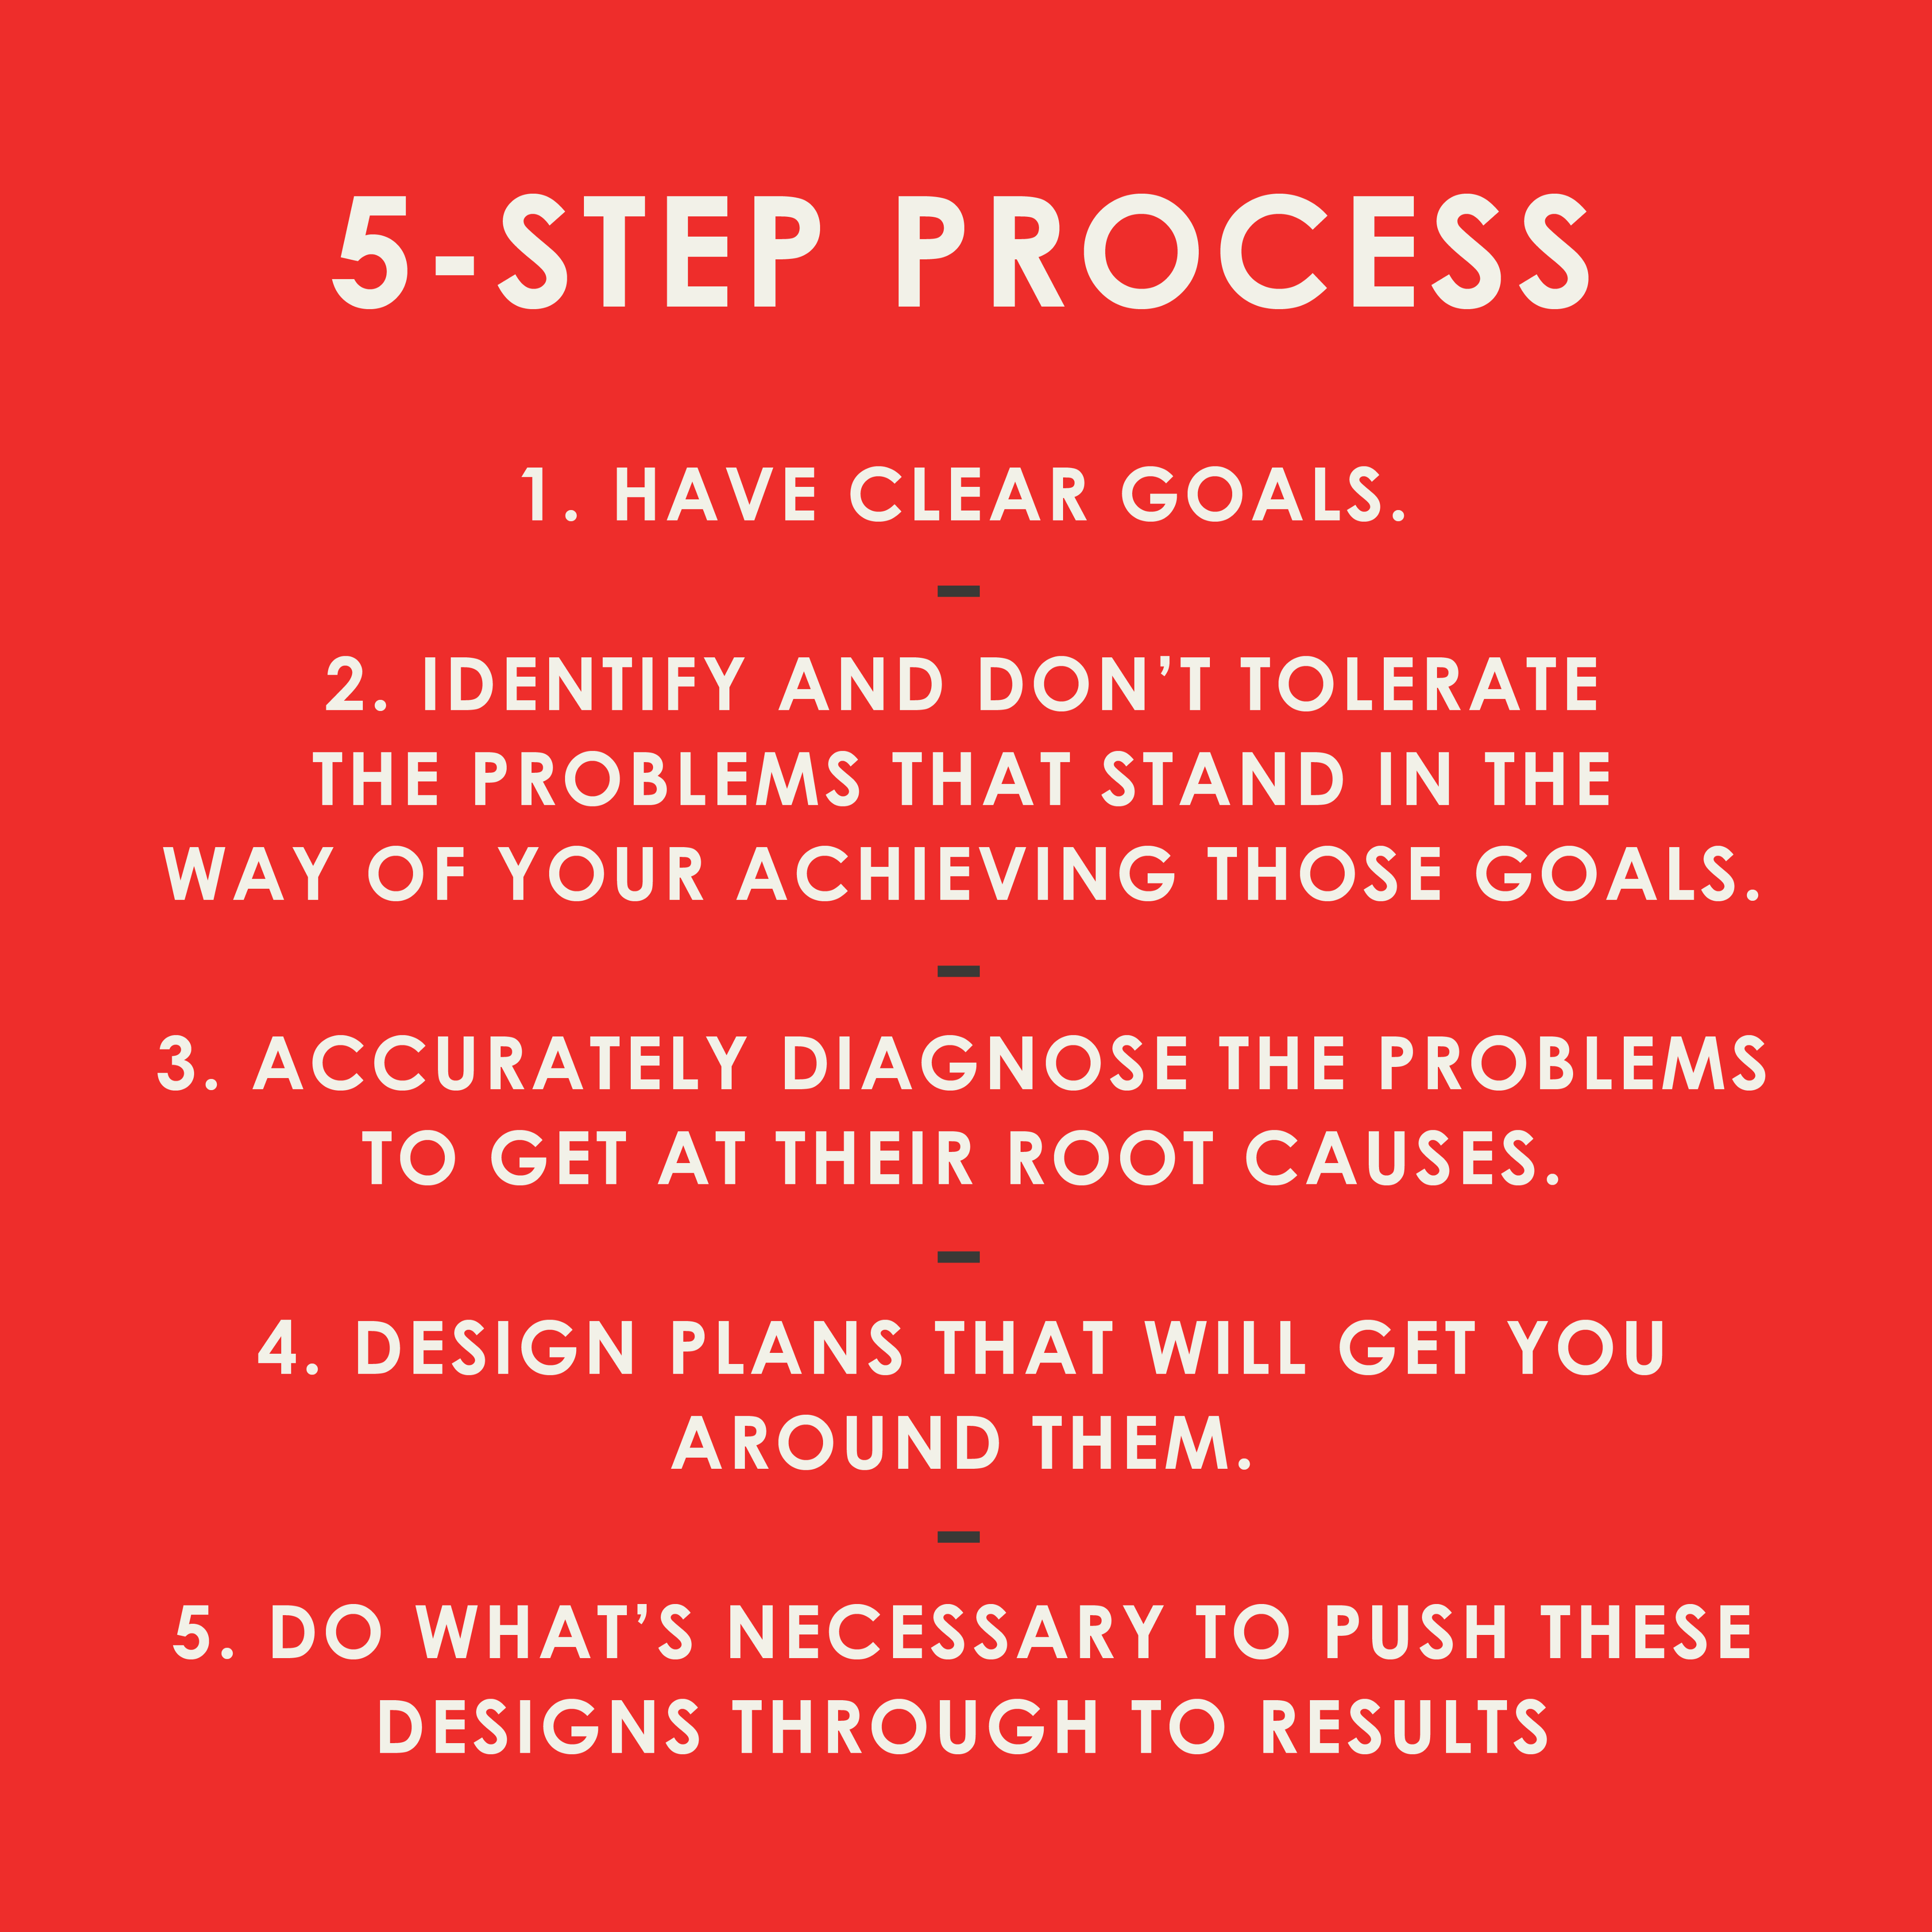 5-STEP PROCESS
1. HAVE CLEAR GOALS.
2. IDENTIFY AND DON'T TOLERATE
THE PROBLEMS THAT STAND IN THE
WAY OF YOUR ACHIEVING THOSE GOALS.
3. ACCURATELY DIAGNOSE THE PROBLEMS
TO GET AT THEIR ROOT CAUSES.
4. DESIGN PLANS THAT WILL GET YOU
AROUND THEM.
5. DO WHAT'S NECESSARY TO PUSH THESE
DESIGNS THROUGH TO RESULTS